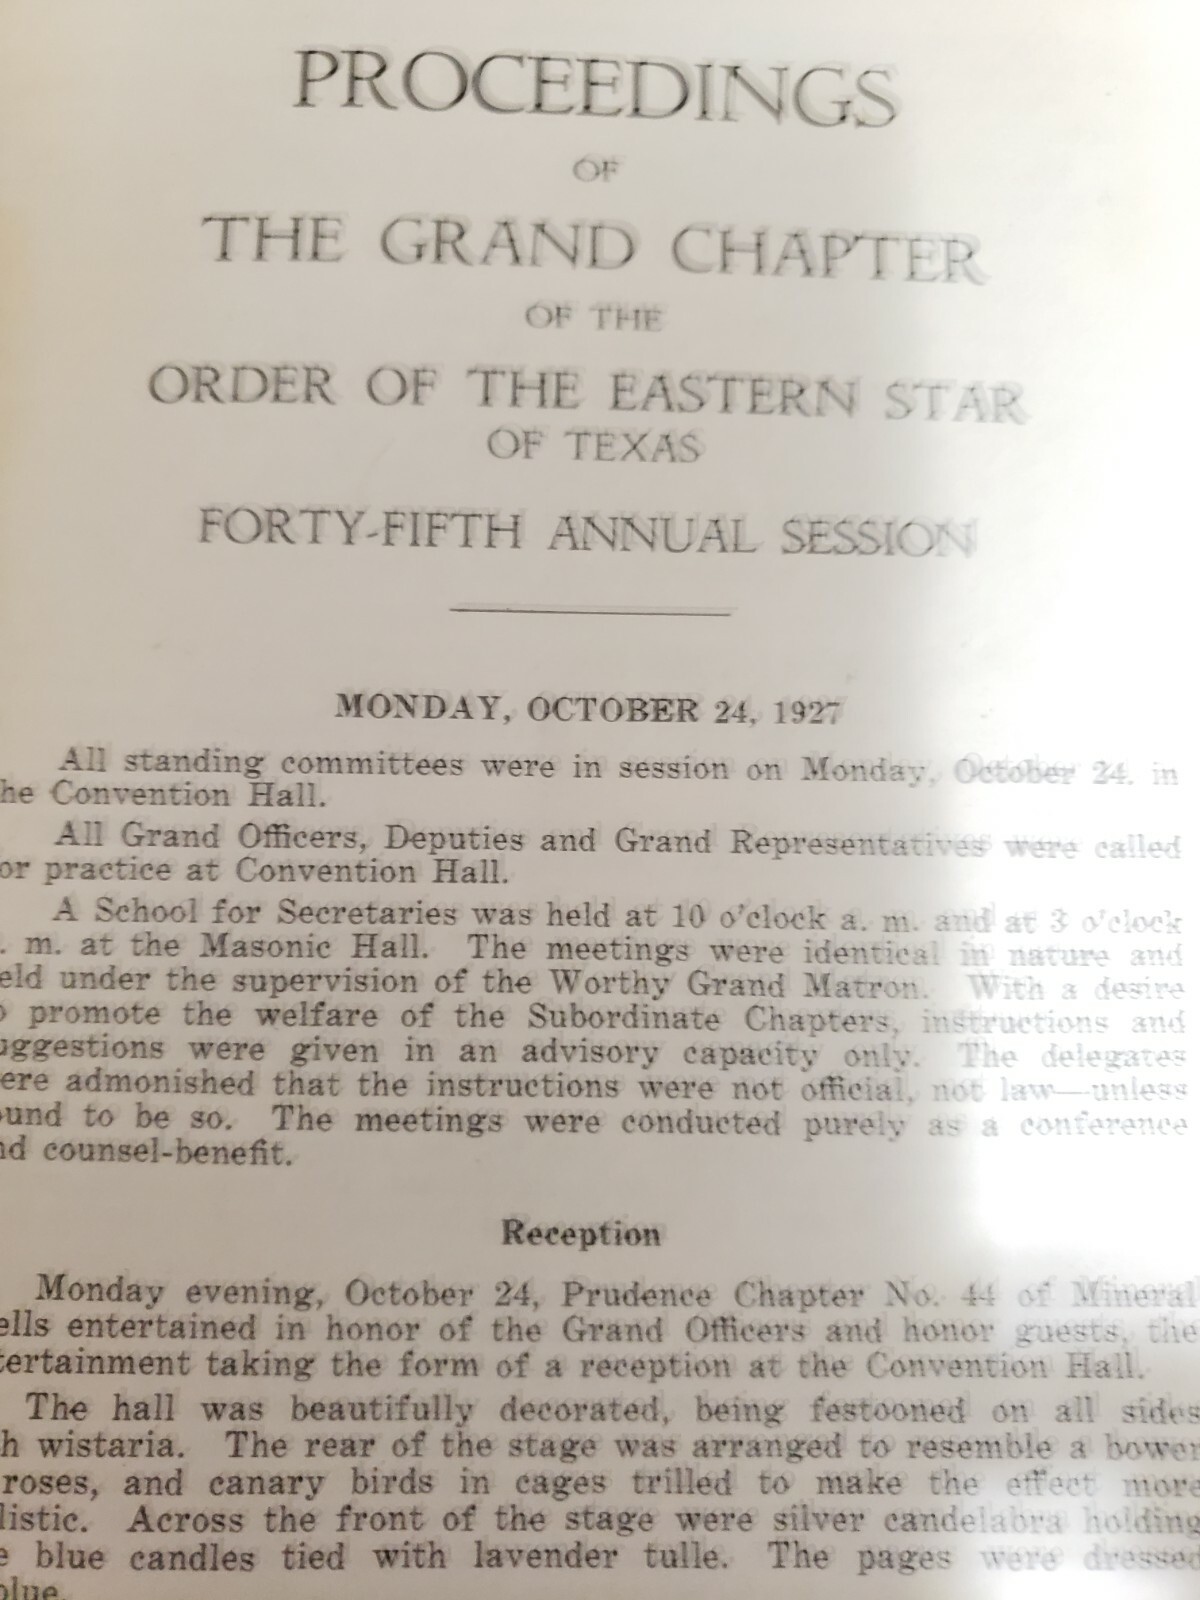 PROCEEDINGS
OF
THE GRAND CHAPTER
OF THE
ORDER OF THE EASTERN STAR
OF TEXAS
FORTY-FIFTH ANNUAL SESSION
MONDAY, OCTOBER 24, 1927
All standing committees were in session on Monday, October 24. in
he Convention Hall.
All Grand Officers, Deputies and Grand Representatives were called
or practice at Convention Hall.
A School for Secretaries was held at 10 o'clock a. m. and at 3 o'clock
. m. at the Masonic Hall. The meetings were identical in nature and
eld under the supervision of the Worthy Grand Matron. With a desire
o promote the welfare of the Subordinate Chapters, instructions and
uggestions were given in an advisory capacity only. The delegates
ere admonished that the instructions were not official, not law—unless
ound to be so. The meetings were conducted purely as a conference
nd counsel-benefit.
Reception
Monday evening, October 24, Prudence Chapter No. 44 of Mineral
ells entertained in honor of the Grand Officers and honor guests, the
tertainment taking the form of a reception at the Convention Hall.
The hall was beautifully decorated, being festooned on all sides
h wistaria. The rear of the stage was arranged to resemble a bower
roses, and canary birds in cages trilled to make the effect more
listic. Across the front of the stage were silver candelabra holding
e blue candles tied with lavender tulle. The pages were dressed
blue.